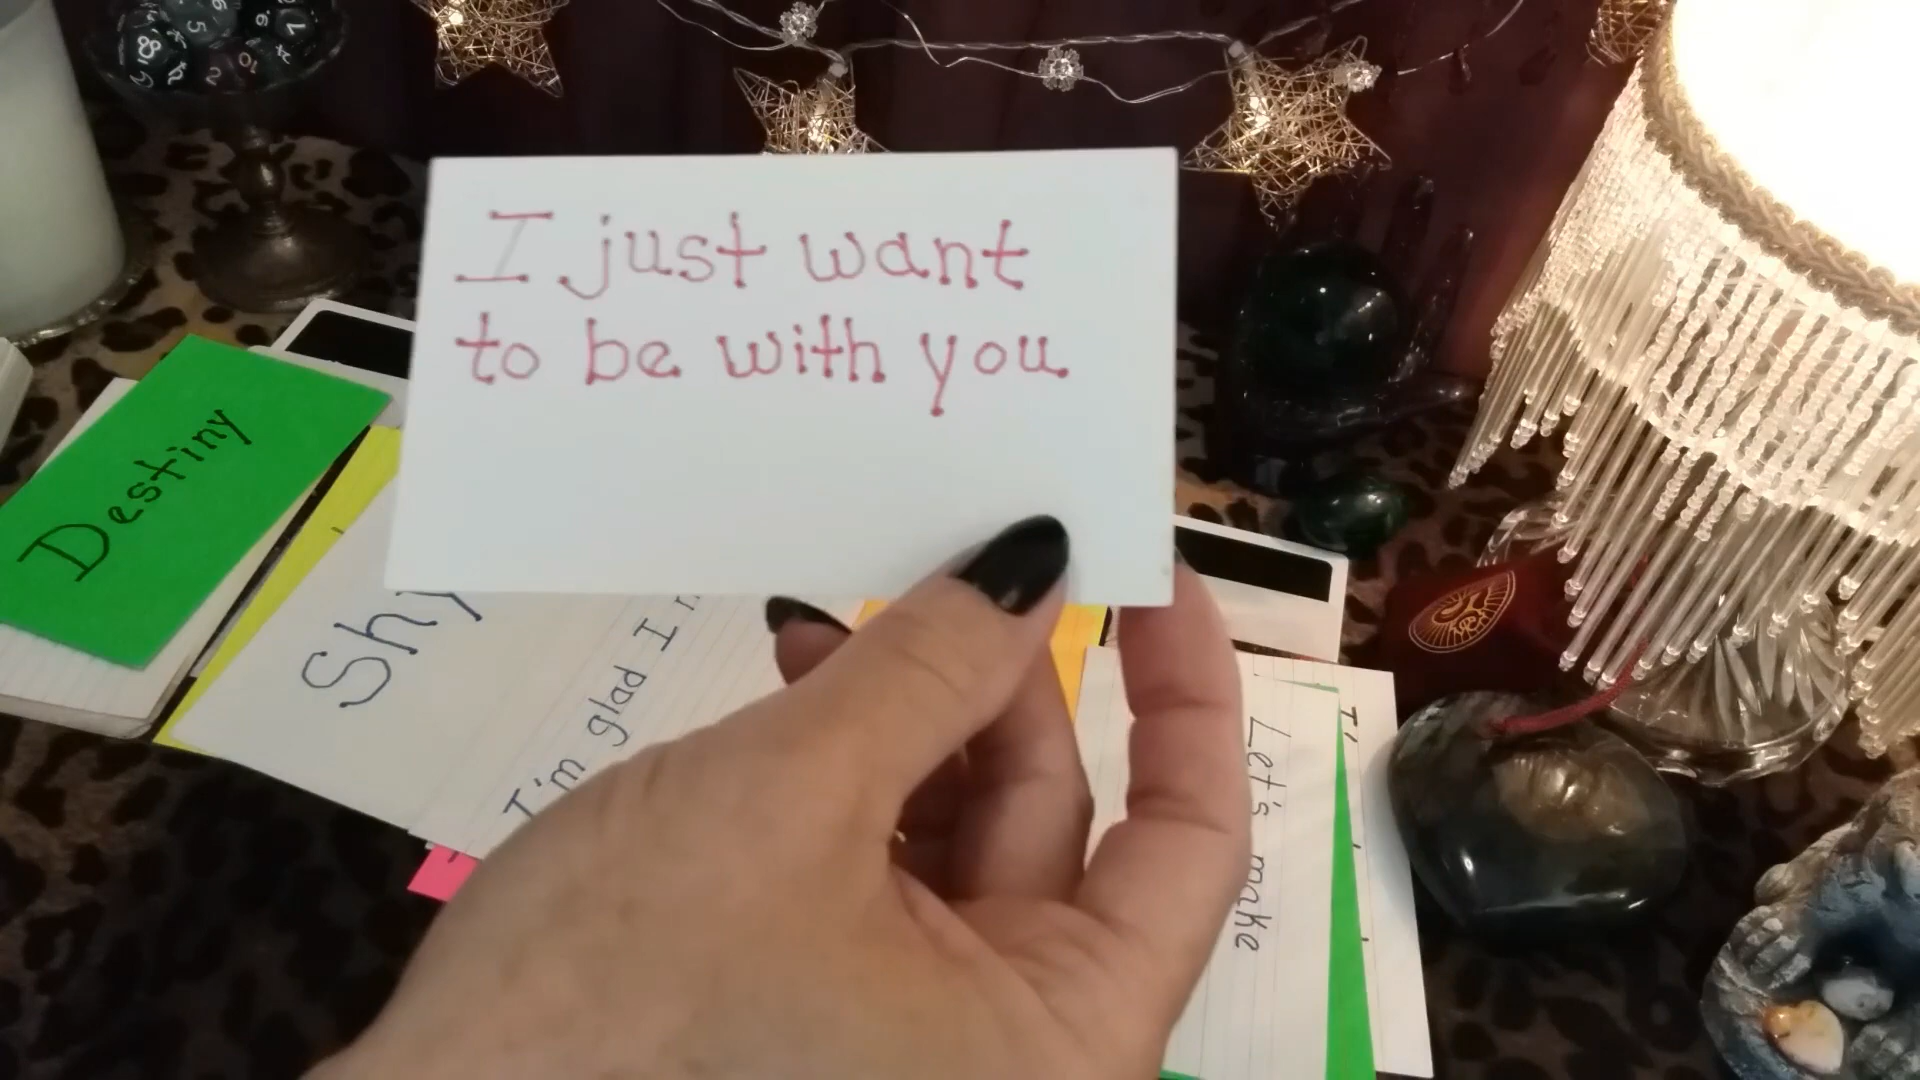 I just want
to be with you
Destiny
Shy
I'm glad I
Let's make